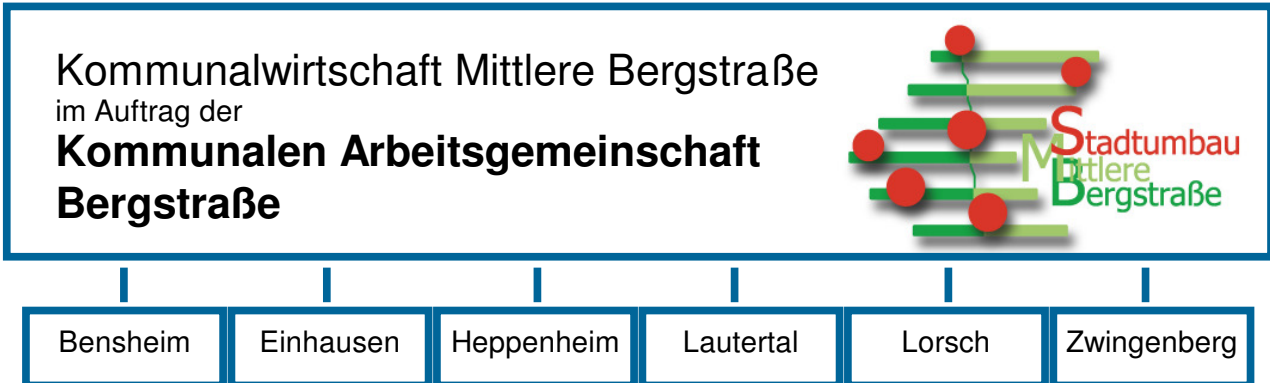 Kommunalwirtschaft Mittlere Bergstraße
im Auftrag der
Kommunalen Arbeitsgemeinschaft
Bergstraße
Stadtumbau
Mittlere
Bergstraße
Bensheim
Einhausen
Heppenheim
Lautertal
Lorsch
Zwingenberg